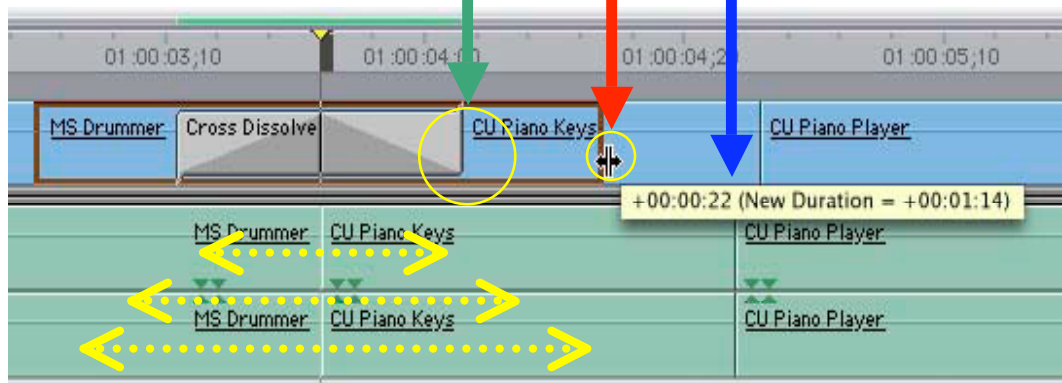 01:00:03;10 01:00:04;00 01:00:04;20 01:00:05;10
MS Drummer Cross Dissolve CU Piano Keys CU Piano Player
+00:00:22 (New Duration = +00:01:14)
MS Drummer CU Piano Keys CU Piano Player
MS Drummer CU Piano Keys CU Piano Player